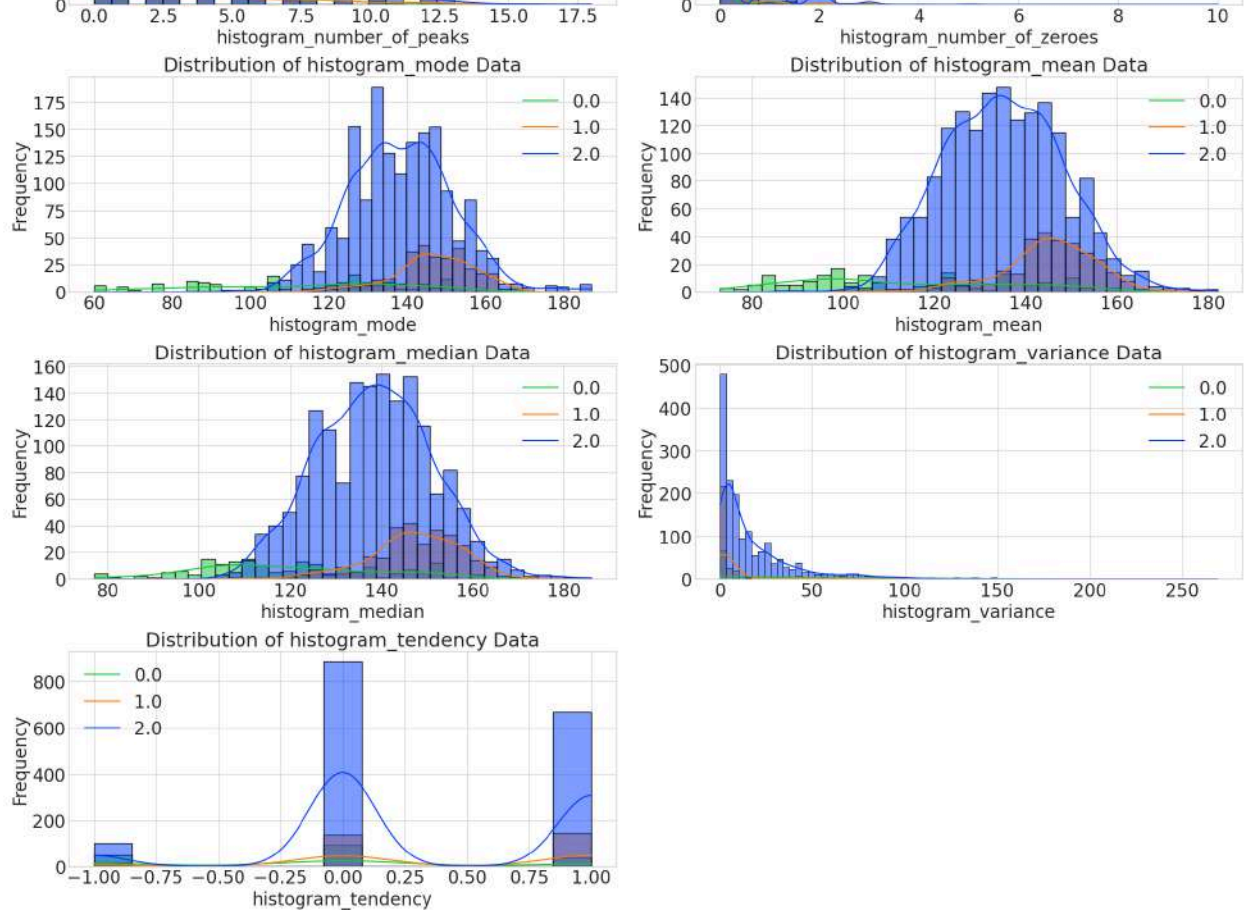 0
0.0 2.5 5.0 7.5 10.0 12.5 15.0 17.5
histogram_number_of_peaks
0
0 2 4 6 8 10
histogram_number_of_zeroes
Distribution of histogram_mode Data
175
150
125
100
75
50
25
0
Frequency
0.0
1.0
2.0
60 80 100 120 140 160 180
histogram_mode
Distribution of histogram_mean Data
140
120
100
80
60
40
20
0
Frequency
0.0
1.0
2.0
80 100 120 140 160 180
histogram_mean
Distribution of histogram_median Data
160
140
120
100
80
60
40
20
0
Frequency
0.0
1.0
2.0
80 100 120 140 160 180
histogram_median
Distribution of histogram_variance Data
500
400
300
200
100
0
Frequency
0.0
1.0
2.0
0 50 100 150 200 250
histogram_variance
Distribution of histogram_tendency Data
800
600
400
200
0
Frequency
0.0
1.0
2.0
−1.00 −0.75 −0.50 −0.25 0.00 0.25 0.50 0.75 1.00
histogram_tendency